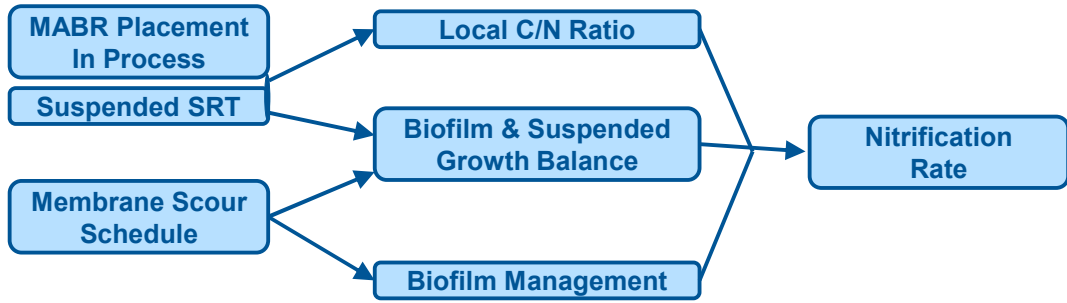 MABR Placement
In Process
Suspended SRT
Membrane Scour
Schedule
Local C/N Ratio
Biofilm & Suspended
Growth Balance
Biofilm Management
Nitrification
Rate